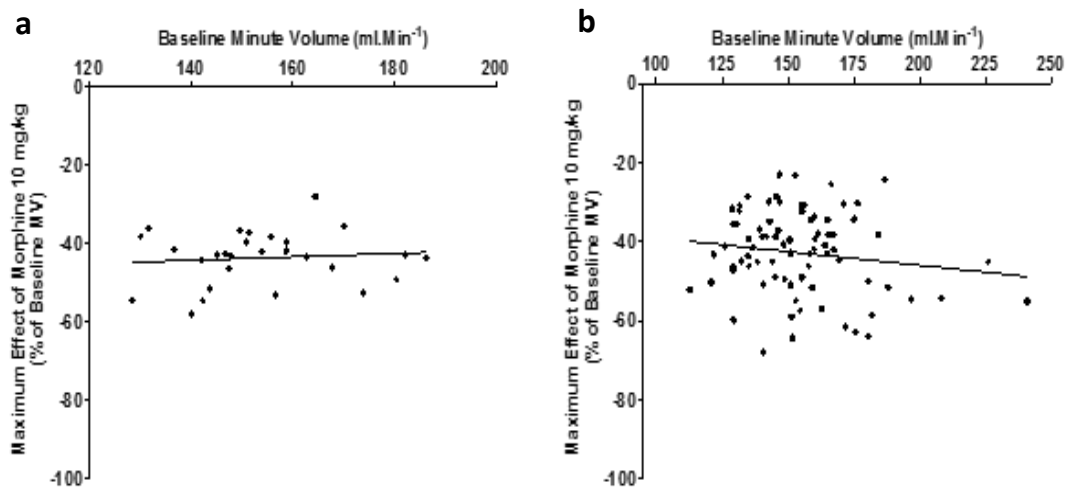 a
Baseline Minute Volume (ml.Min-1)
120 140 160 180 200
0
-20
-40
-60
-80
-100
Maximum Effect of Morphine 10 mg/kg
(% of Baseline MV)
b
Baseline Minute Volume (ml.Min-1)
100 125 150 175 200 225 250
0
-20
-40
-60
-80
-100
Maximum Effect of Morphine 10 mg/kg
(% of Baseline MV)